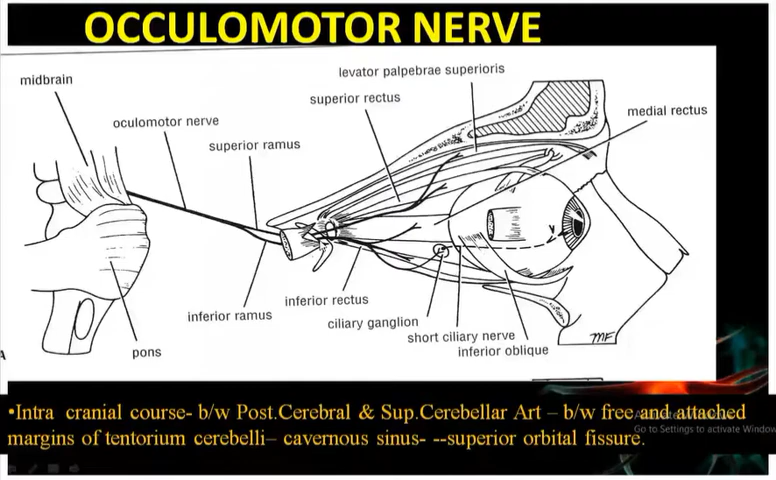 OCCULOMOTOR NERVE
midbrain
levator palpebrae superioris
superior rectus
medial rectus
oculomotor nerve
superior ramus
inferior ramus
inferior rectus
ciliary ganglion
short ciliary nerve
inferior oblique
pons
A
MF
•Intra cranial course- b/w Post.Cerebral & Sup.Cerebellar Art – b/w free and attached
margins of tentorium cerebelli– cavernous sinus- --superior orbital fissure.
Go to Settings to activate Window